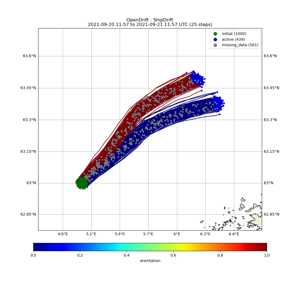 OpenDrift - ShipDrift
2021-09-20 11:57 to 2021-09-21 11:57 UTC (25 steps)
initial (1000)
active (439)
missing_data (561)
63.6°N
63.6°N
63.45°N
63.45°N
63.3°N
63.3°N
63.15°N
63.15°N
63°N
63°N
62.85°N
62.85°N
4.8°E
5.1°E
5.4°E
5.7°E
6°E
6.3°E
6.6°E
0.0
0.2
0.4
0.6
0.8
1.0
orientation